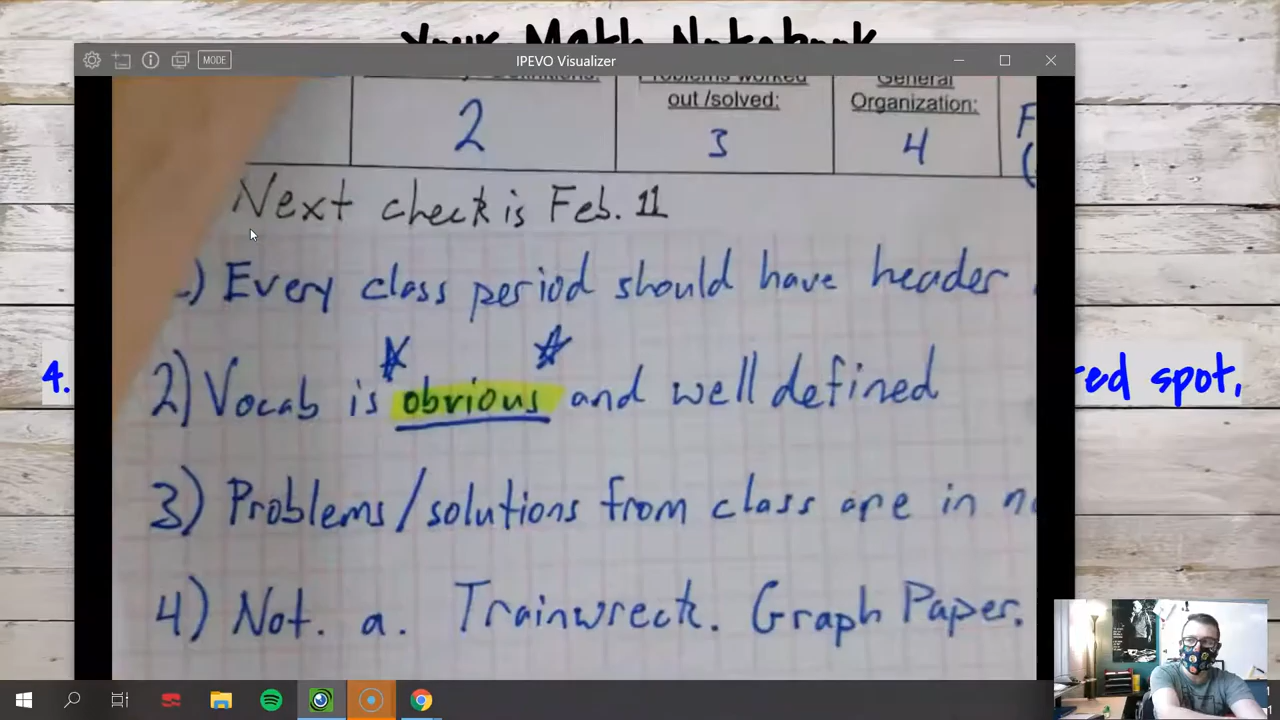 Your Math Notebook
MODE
IPEVO Visualizer
Problems worked
out /solved:
General
Organization:
2
3
4
F
(
Next check is Feb. 11
) Every class period should have header
2) Vocab is obvious and well defined
3) Problems/solutions from class are in
4) Not. a. Trainwreck. Graph Paper.
4.
red spot,